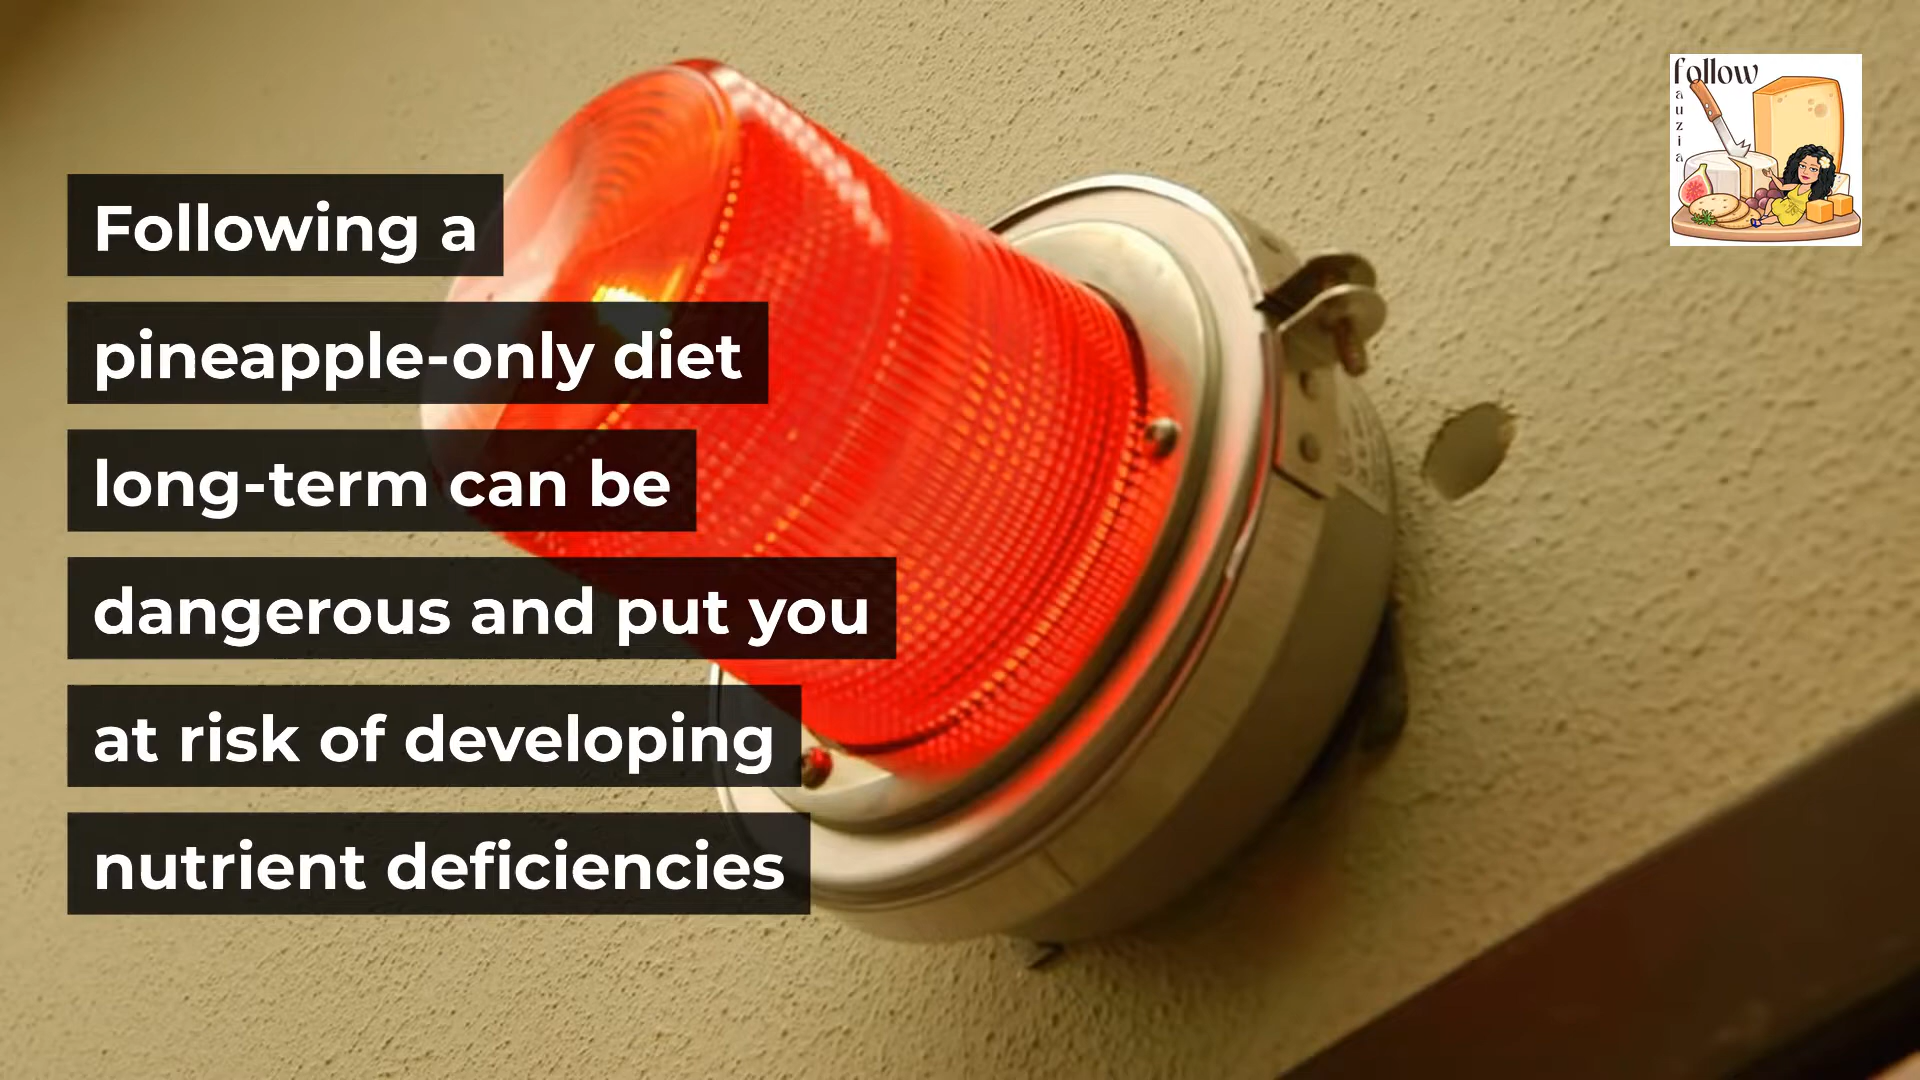 Following a
pineapple-only diet
long-term can be
dangerous and put you
at risk of developing
nutrient deficiencies
follow
auzia